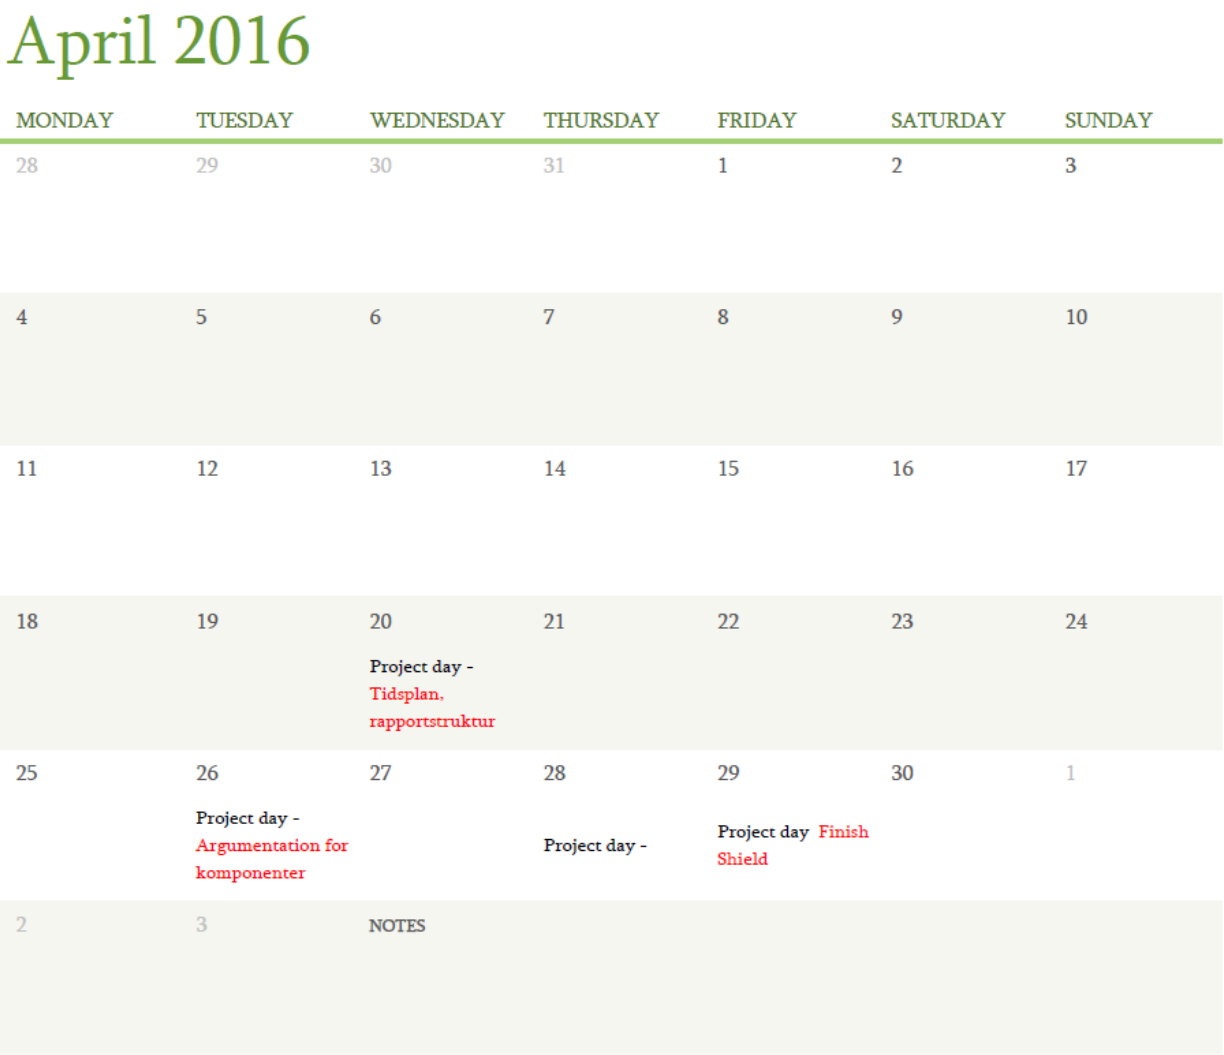 April 2016
MONDAY TUESDAY WEDNESDAY THURSDAY FRIDAY SATURDAY SUNDAY
28 29 30 31 1 2 3
4 5 6 7 8 9 10
11 12 13 14 15 16 17
18 19 20 21 22 23 24
Project day -
Tidsplan,
rapportstruktur
25 26 27 28 29 30 1
Project day -
Argumentation for
komponenter
Project day -
Project day Finish
Shield
2 3 NOTES